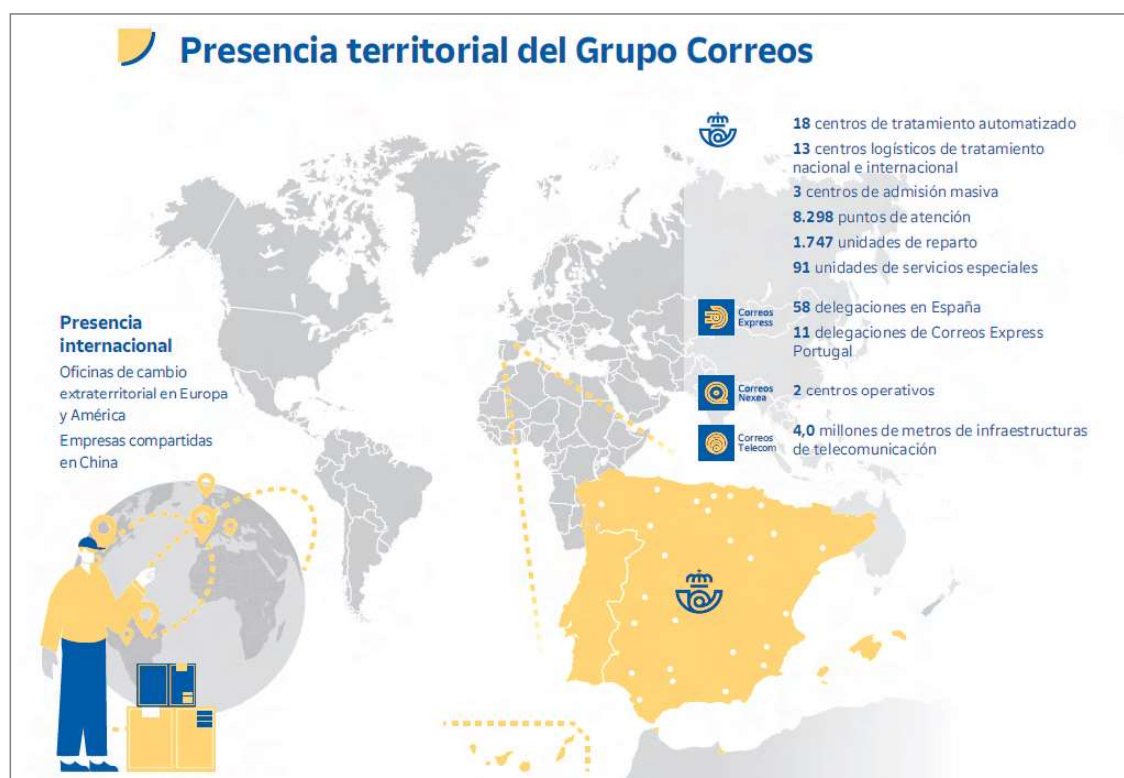 Presencia territorial del Grupo Correos
18 centros de tratamiento automatizado
13 centros logísticos de tratamiento
nacional e internacional
3 centros de admisión masiva
8.298 puntos de atención
1.747 unidades de reparto
91 unidades de servicios especiales
Correos
Express
58 delegaciones en España
11 delegaciones de Correos Express
Portugal
Correos
Nexea
2 centros operativos
Correos
Telecom
4,0 millones de metros de infraestructuras
de telecomunicación
Presencia
internacional
Oficinas de cambio
extraterritorial en Europa
y América
Empresas compartidas
en China